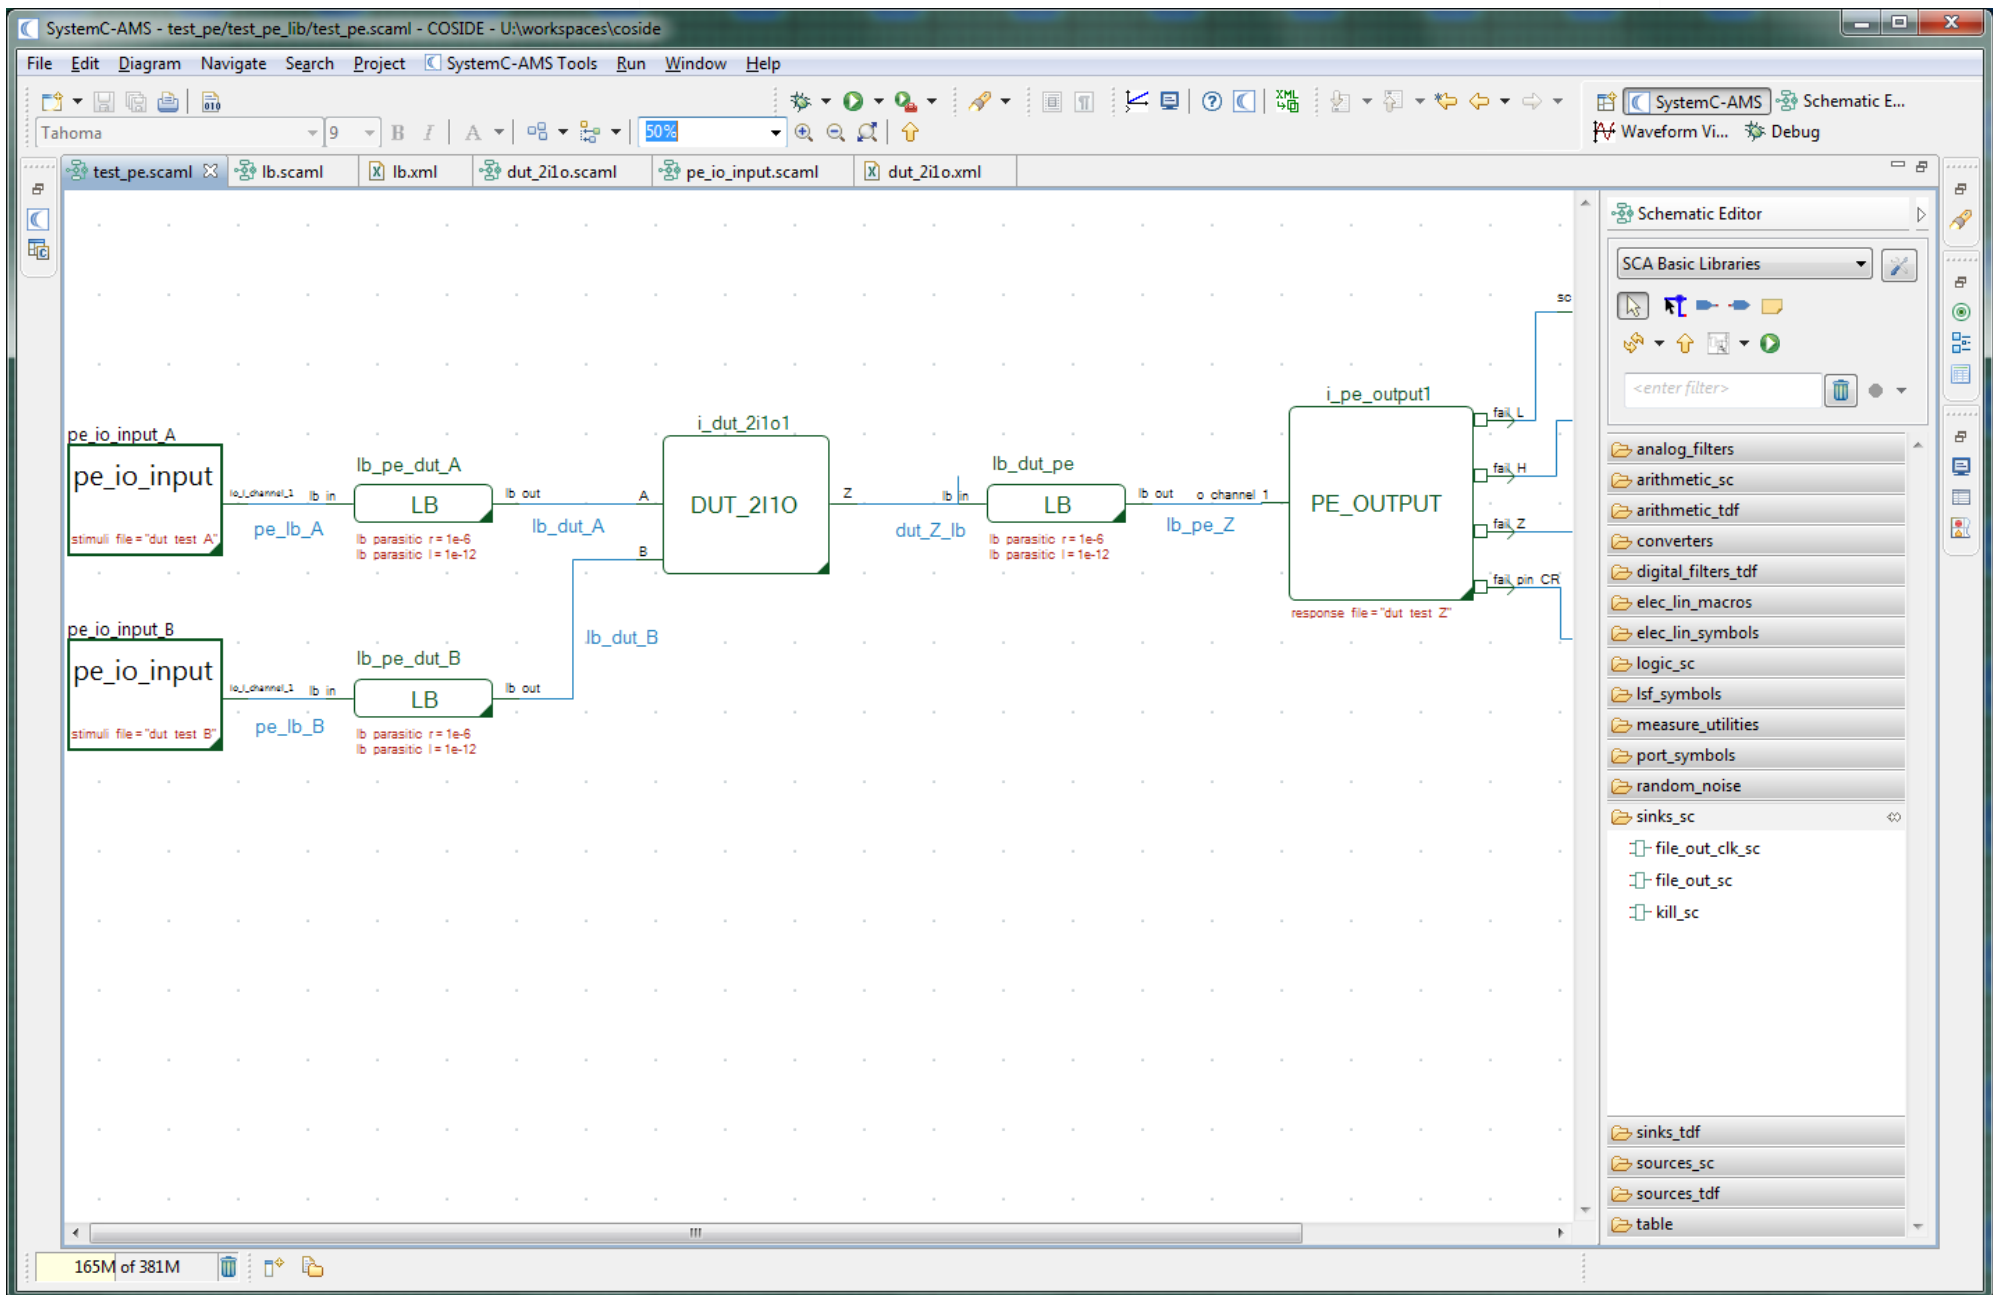 SystemC-AMS - test_pe/test_pe_lib/test_pe.scaml - COSIDE - U:\workspaces\coside
File Edit Diagram Navigate Search Project SystemC-AMS Tools Run Window Help
010
XML
SystemC-AMS Schematic E...
Tahoma 9 B I A 50%
Waveform Vi... Debug
test_pe.scaml lb.scaml lb.xml dut_2i1o.scaml pe_io_input.scaml dut_2i1o.xml
Schematic Editor
SCA Basic Libraries
<enter filter>
analog_filters
arithmetic_sc
arithmetic_tdf
converters
digital_filters_tdf
elec_lin_macros
elec_lin_symbols
logic_sc
lsf_symbols
measure_utilities
port_symbols
random_noise
sinks_sc
file_out_clk_sc
file_out_sc
kill_sc
sinks_tdf
sources_sc
sources_tdf
table
pe_io_input_A
pe_io_input
stimuli file="dut test A"
io_i_channel_1
lb in
pe_lb_A
lb_pe_dut_A
LB
lb parasitic r = 1e-6
lb parasitic l = 1e-12
lb out
lb_dut_A
i_dut_2i1o1
A
B
DUT_2I1O
Z
dut_Z_lb
lb in
lb_dut_pe
LB
lb parasitic r = 1e-6
lb parasitic l = 1e-12
lb out
o channel 1
lb_pe_Z
i_pe_output1
PE_OUTPUT
response file="dut test Z"
fail L
fail H
fail Z
fail pin CR
sc
pe_io_input_B
pe_io_input
stimuli file="dut test B"
io_i_channel_1
lb in
pe_lb_B
lb_pe_dut_B
LB
lb parasitic r = 1e-6
lb parasitic l = 1e-12
lb out
lb_dut_B
165M of 381M